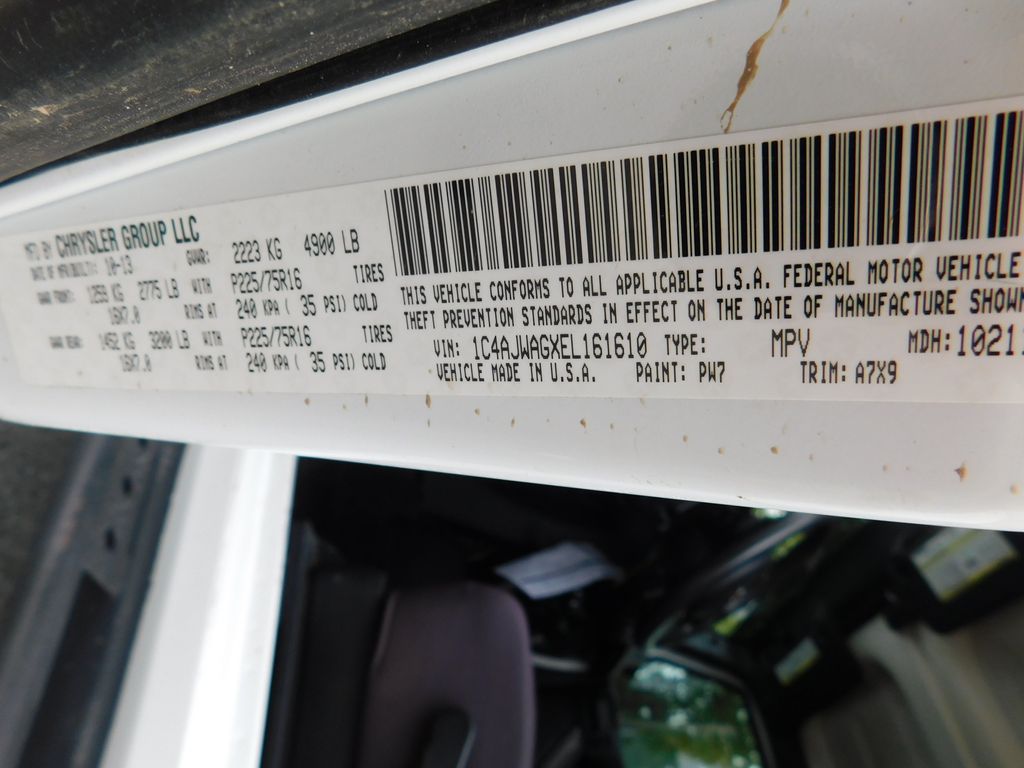 MFD BY CHRYSLER GROUP LLC
DATE OF MFR(BUILT): 10-13 GVWR: 2223 KG 4900 LB
GAWR FRONT: 1259 KG 2775 LB WITH P225/75R16 TIRES
16X7.0 RIMS AT 240 KPA ( 35 PSI) COLD
GAWR REAR: 1452 KG 3200 LB WITH P225/75R16 TIRES
16X7.0 RIMS AT 240 KPA ( 35 PSI) COLD
THIS VEHICLE CONFORMS TO ALL APPLICABLE U.S.A. FEDERAL MOTOR VEHICLE
THEFT PREVENTION STANDARDS IN EFFECT ON THE DATE OF MANUFACTURE SHOWN
VIN: 1C4AJWAGXEL161610 TYPE: MPV MDH: 10211
VEHICLE MADE IN U.S.A. PAINT: PW7 TRIM: A7X9